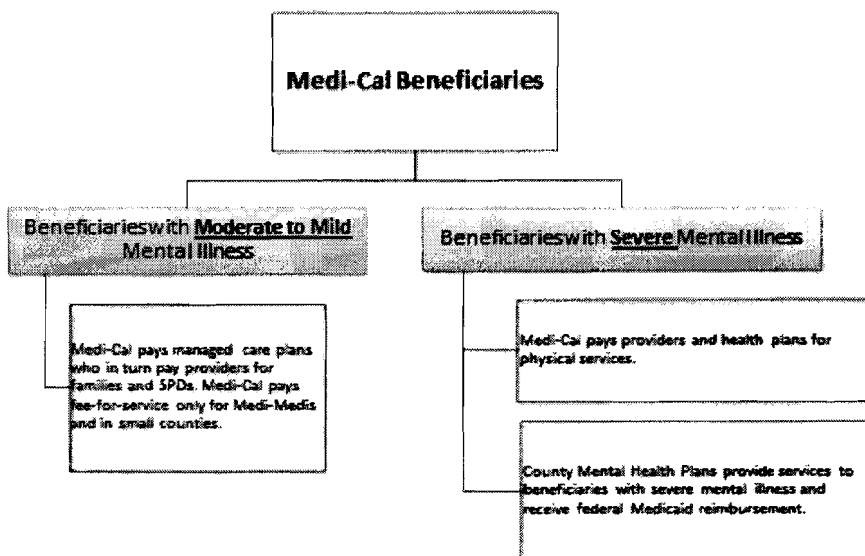 Medi-Cal Beneficiaries
Beneficiaries with Moderate to Mild
Mental Illness
Beneficiaries with Severe Mental Illness
Medi-Cal pays managed care plans
who in turn pay providers for
families and SPDs. Medi-Cal pays
fee-for-service only for Medi-Medis
and in small counties.
Medi-Cal pays providers and health plans for
physical services.
County Mental Health Plans provide services to
beneficiaries with severe mental illness and
receive federal Medicaid reimbursement.